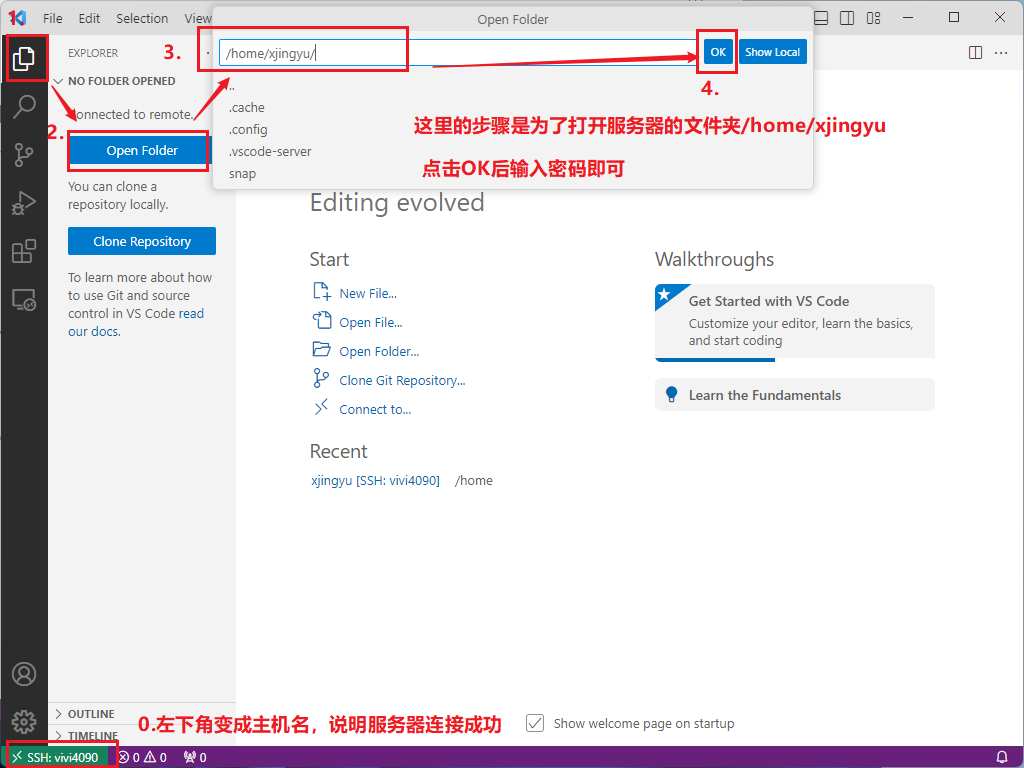 File Edit Selection View
Open Folder
EXPLORER
3.
/home/xjingyu/
OK
Show Local
NO FOLDER OPENED
4.
..
.cache
.config
.vscode-server
snap
这里的步骤是为了打开服务器的文件夹/home/xjingyu
点击OK后输入密码即可
onnected to remote.
2.
Open Folder
You can clone a
repository locally.
Clone Repository
To learn more about how
to use Git and source
control in VS Code read
our docs.
Editing evolved
Start
New File...
Open File...
Open Folder...
Clone Git Repository...
Connect to...
Recent
xjingyu [SSH: vivi4090] /home
Walkthroughs
Get Started with VS Code
Customize your editor, learn the basics,
and start coding
Learn the Fundamentals
OUTLINE
TIMELINE
0.左下角变成主机名，说明服务器连接成功
Show welcome page on startup
SSH: vivi4090
0 0 0